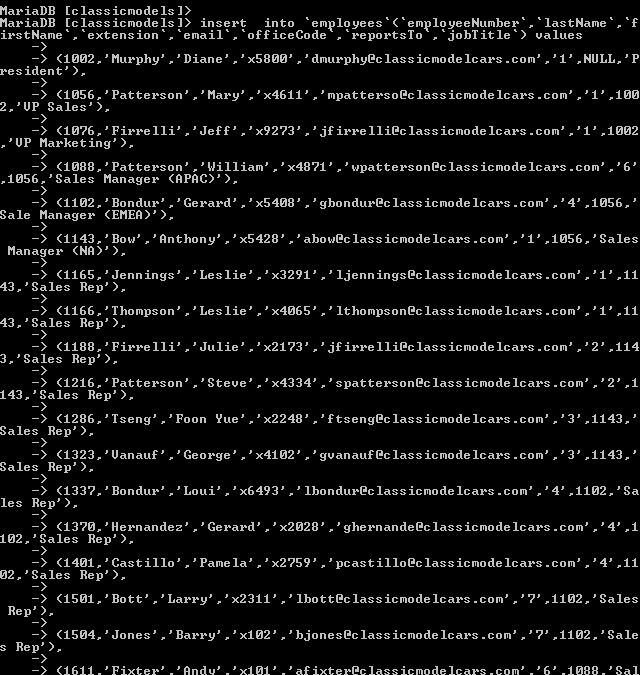 MariaDB [classicmodels]>
MariaDB [classicmodels]> insert  into `employees`(`employeeNumber`,`lastName`,`f
irstName`,`extension`,`email`,`officeCode`,`reportsTo`,`jobTitle`) values
    ->
    -> (1002,'Murphy','Diane','x5800','dmurphy@classicmodelcars.com','1',NULL,'P
resident'),
    ->
    -> (1056,'Patterson','Mary','x4611','mpatterso@classicmodelcars.com','1',100
2,'VP Sales'),
    ->
    -> (1076,'Firrelli','Jeff','x9273','jfirrelli@classicmodelcars.com','1',1002
,'VP Marketing'),
    ->
    -> (1088,'Patterson','William','x4871','wpatterson@classicmodelcars.com','6'
,1056,'Sales Manager (APAC)'),
    ->
    -> (1102,'Bondur','Gerard','x5408','gbondur@classicmodelcars.com','4',1056,'
Sale Manager (EMEA)'),
    ->
    -> (1143,'Bow','Anthony','x5428','abow@classicmodelcars.com','1',1056,'Sales
 Manager (NA)'),
    ->
    -> (1165,'Jennings','Leslie','x3291','ljennings@classicmodelcars.com','1',11
43,'Sales Rep'),
    ->
    -> (1166,'Thompson','Leslie','x4065','lthompson@classicmodelcars.com','1',11
43,'Sales Rep'),
    ->
    -> (1188,'Firrelli','Julie','x2173','jfirrelli@classicmodelcars.com','2',114
3,'Sales Rep'),
    ->
    -> (1216,'Patterson','Steve','x4334','spatterson@classicmodelcars.com','2',1
143,'Sales Rep'),
    ->
    -> (1286,'Tseng','Foon Yue','x2248','ftseng@classicmodelcars.com','3',1143,'
Sales Rep'),
    ->
    -> (1323,'Vanauf','George','x4102','gvanauf@classicmodelcars.com','3',1143,'
Sales Rep'),
    ->
    -> (1337,'Bondur','Loui','x6493','lbondur@classicmodelcars.com','4',1102,'Sa
les Rep'),
    ->
    -> (1370,'Hernandez','Gerard','x2028','ghernande@classicmodelcars.com','4',1
102,'Sales Rep'),
    ->
    -> (1401,'Castillo','Pamela','x2759','pcastillo@classicmodelcars.com','4',11
02,'Sales Rep'),
    ->
    -> (1501,'Bott','Larry','x2311','lbott@classicmodelcars.com','7',1102,'Sales
 Rep'),
    ->
    -> (1504,'Jones','Barry','x102','bjones@classicmodelcars.com','7',1102,'Sale
s Rep'),
    ->
    -> (1611,'Fixter','Andy','x101','afixter@classicmodelcars.com','6',1088,'Sal